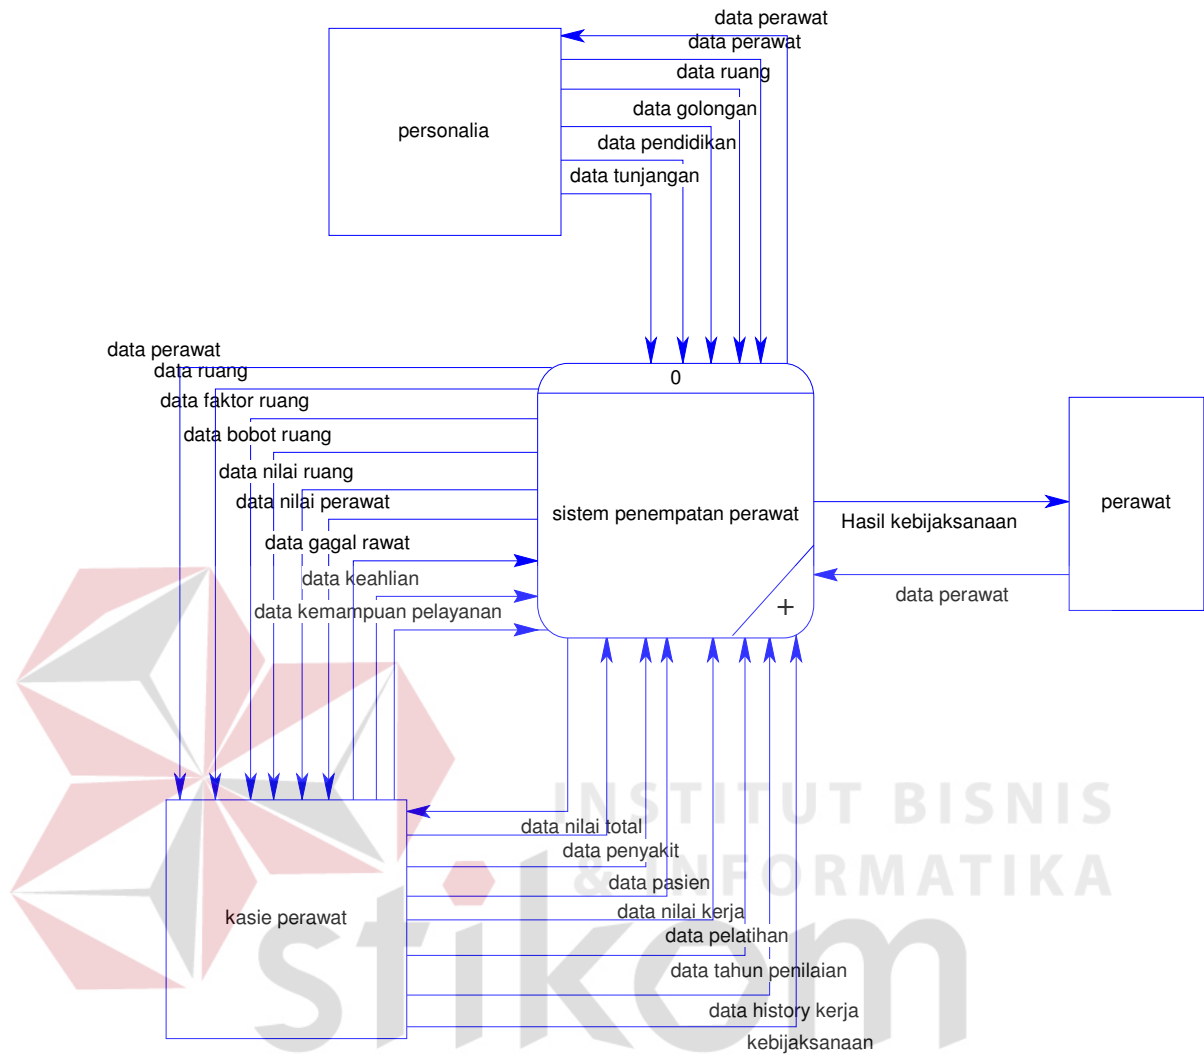 data perawat
data perawat
data ruang
data golongan
data pendidikan
data tunjangan
personalia
data perawat
data ruang
data faktor ruang
data bobot ruang
data nilai ruang
data nilai perawat
data gagal rawat
data keahlian
data kemampuan pelayanan
0
sistem penempatan perawat
+
Hasil kebijaksanaan
data perawat
perawat
kasie perawat
data nilai total
data penyakit
data pasien
data nilai kerja
data pelatihan
data tahun penilaian
data history kerja
kebijaksanaan
INSTITUT BISNIS
& INFORMATIKA
stikom